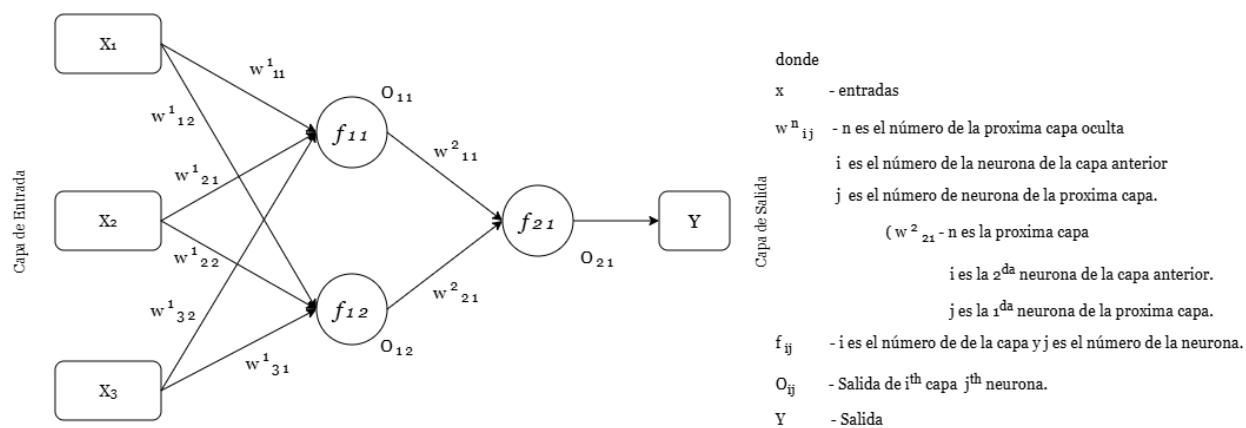 Capa de Entrada
X₁
X₂
X₃
w¹₁₁
w¹₁₂
w¹₂₁
w¹₂₂
w¹₃₂
w¹₃₁
f₁₁
O₁₁
f₁₂
O₁₂
w²₁₁
w²₂₁
f₂₁
O₂₁
Y
Capa de Salida
donde
x - entradas
wⁿᵢⱼ - n es el número de la proxima capa oculta
i es el número de la neurona de la capa anterior
j es el número de neurona de la proxima capa.
( w²₂₁ - n es la proxima capa
i es la 2ᵈᵃ neurona de la capa anterior.
j es la 1ᵈᵃ neurona de la proxima capa.
fᵢⱼ - i es el número de de la capa y j es el número de la neurona.
Oᵢⱼ - Salida de iᵗʰ capa jᵗʰ neurona.
Y - Salida